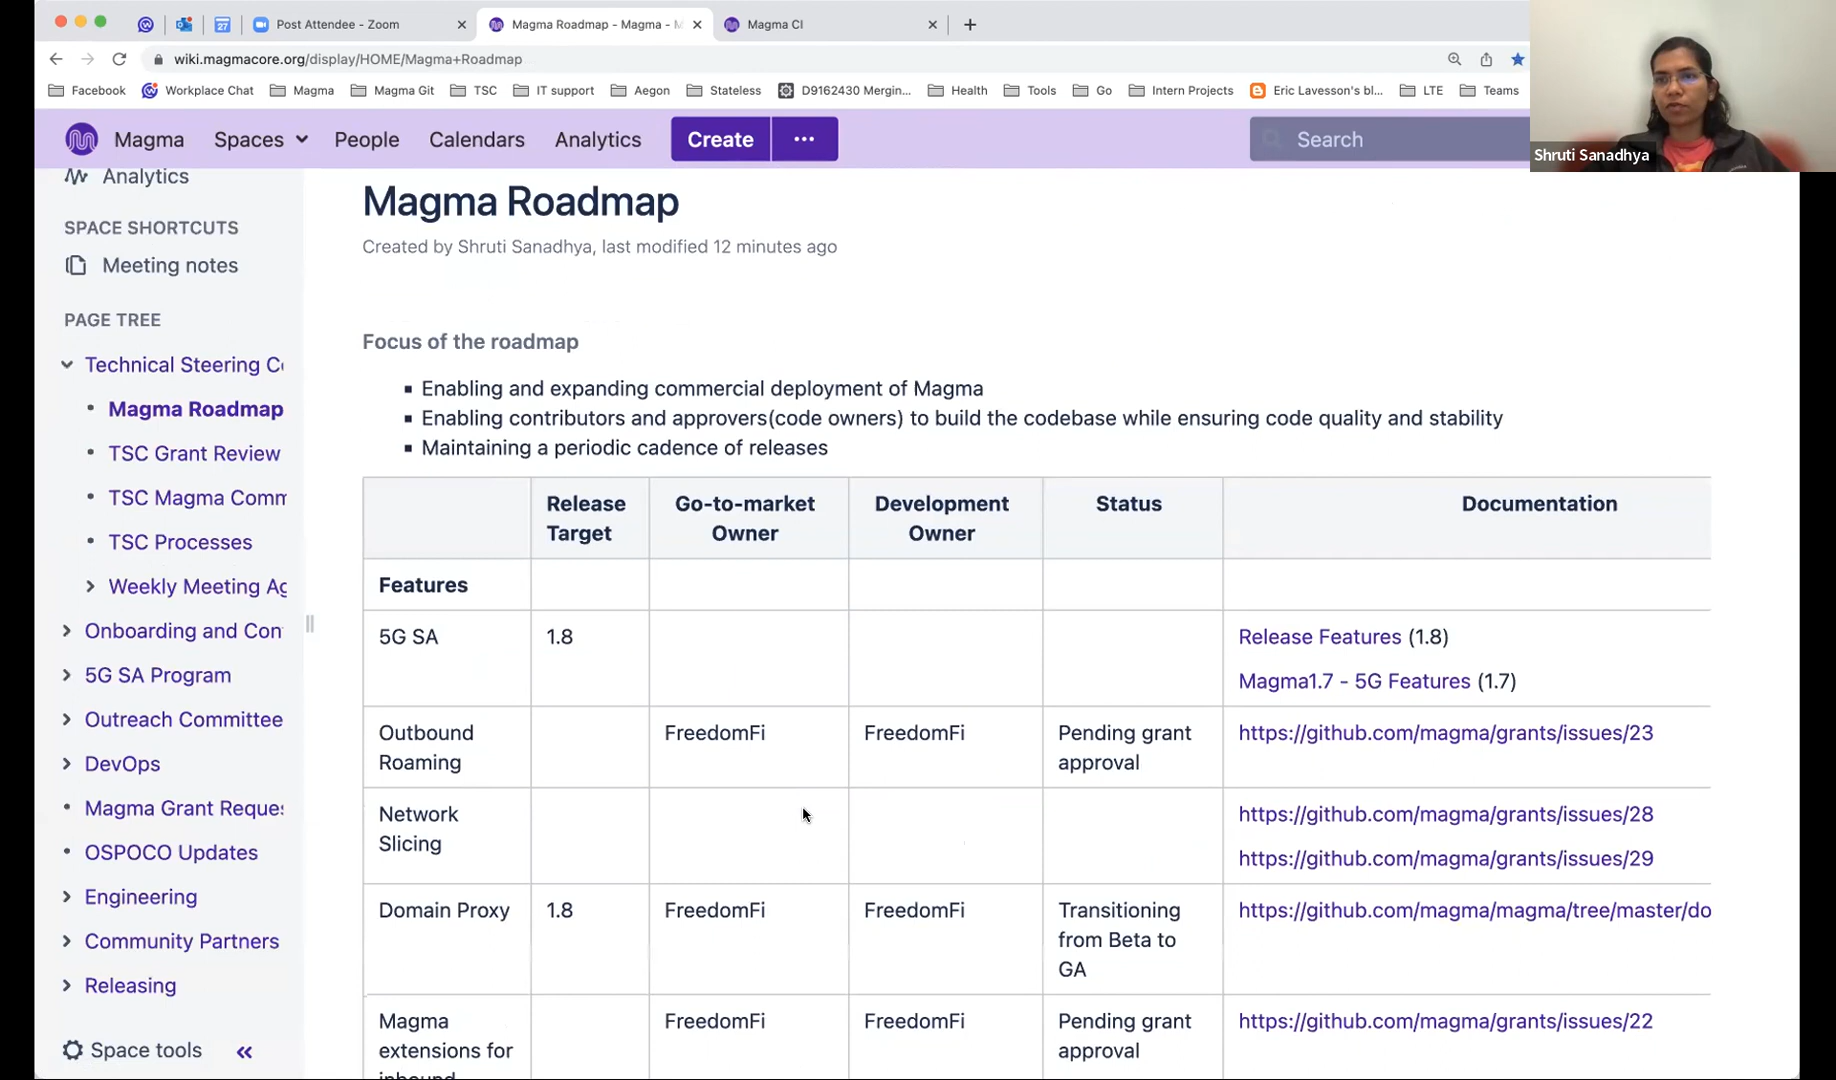 Post Attendee - Zoom
Magma Roadmap - Magma - M
Magma CI
wiki.magmacore.org/display/HOME/Magma+Roadmap
Facebook
Workplace Chat
Magma
Magma Git
TSC
IT support
Aegon
Stateless
D9162430 Mergin...
Health
Tools
Go
Intern Projects
Eric Lavesson's bl...
LTE
Teams
Shruti Sanadhya
Magma
Spaces
People
Calendars
Analytics
Create
Search
Analytics
SPACE SHORTCUTS
Meeting notes
PAGE TREE
Technical Steering C
Magma Roadmap
TSC Grant Review
TSC Magma Comm
TSC Processes
Weekly Meeting Ag
Onboarding and Con
5G SA Program
Outreach Committee
DevOps
Magma Grant Reque
OSPOCO Updates
Engineering
Community Partners
Releasing
Space tools
Magma Roadmap
Created by Shruti Sanadhya, last modified 12 minutes ago
Focus of the roadmap
Enabling and expanding commercial deployment of Magma
Enabling contributors and approvers(code owners) to build the codebase while ensuring code quality and stability
Maintaining a periodic cadence of releases
Release
Target
Go-to-market
Owner
Development
Owner
Status
Documentation
Features
5G SA
1.8
Release Features (1.8)
Magma1.7 - 5G Features (1.7)
Outbound
Roaming
FreedomFi
FreedomFi
Pending grant
approval
https://github.com/magma/grants/issues/23
Network
Slicing
https://github.com/magma/grants/issues/28
https://github.com/magma/grants/issues/29
Domain Proxy
1.8
FreedomFi
FreedomFi
Transitioning
from Beta to
GA
https://github.com/magma/magma/tree/master/do
Magma
extensions for
inbound
FreedomFi
FreedomFi
Pending grant
approval
https://github.com/magma/grants/issues/22